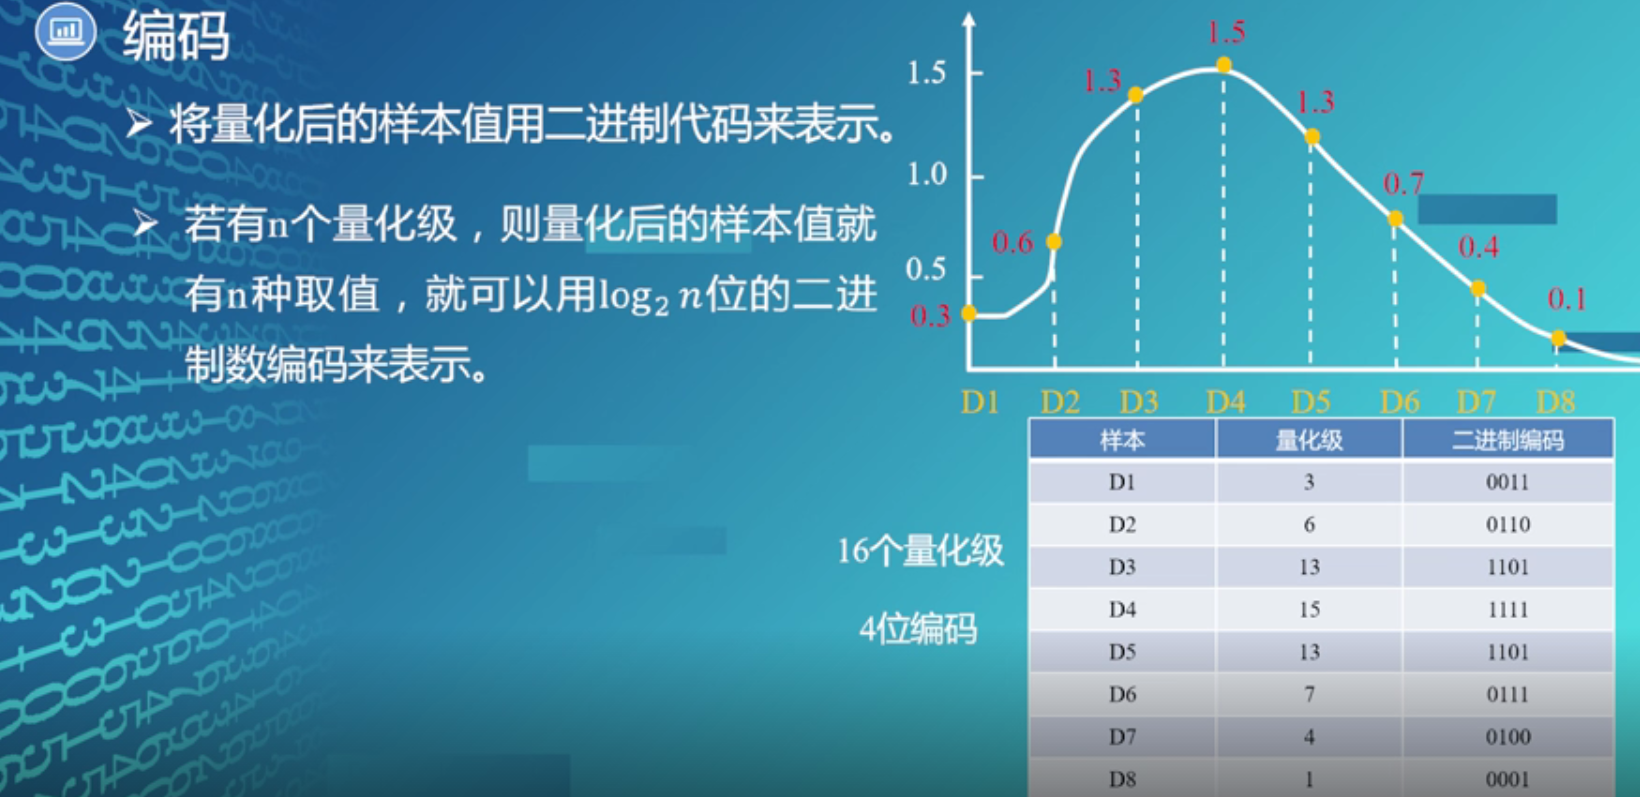 编码
将量化后的样本值用二进制代码来表示。
若有n个量化级，则量化后的样本值就
有n种取值，就可以用log₂ n位的二进
制数编码来表示。
1.5
1.0
0.5
0.3
0.6
1.3
1.5
1.3
0.7
0.4
0.1
D1 D2 D3 D4 D5 D6 D7 D8
16个量化级
4位编码
样本 量化级 二进制编码
D1 3 0011
D2 6 0110
D3 13 1101
D4 15 1111
D5 13 1101
D6 7 0111
D7 4 0100
D8 1 0001